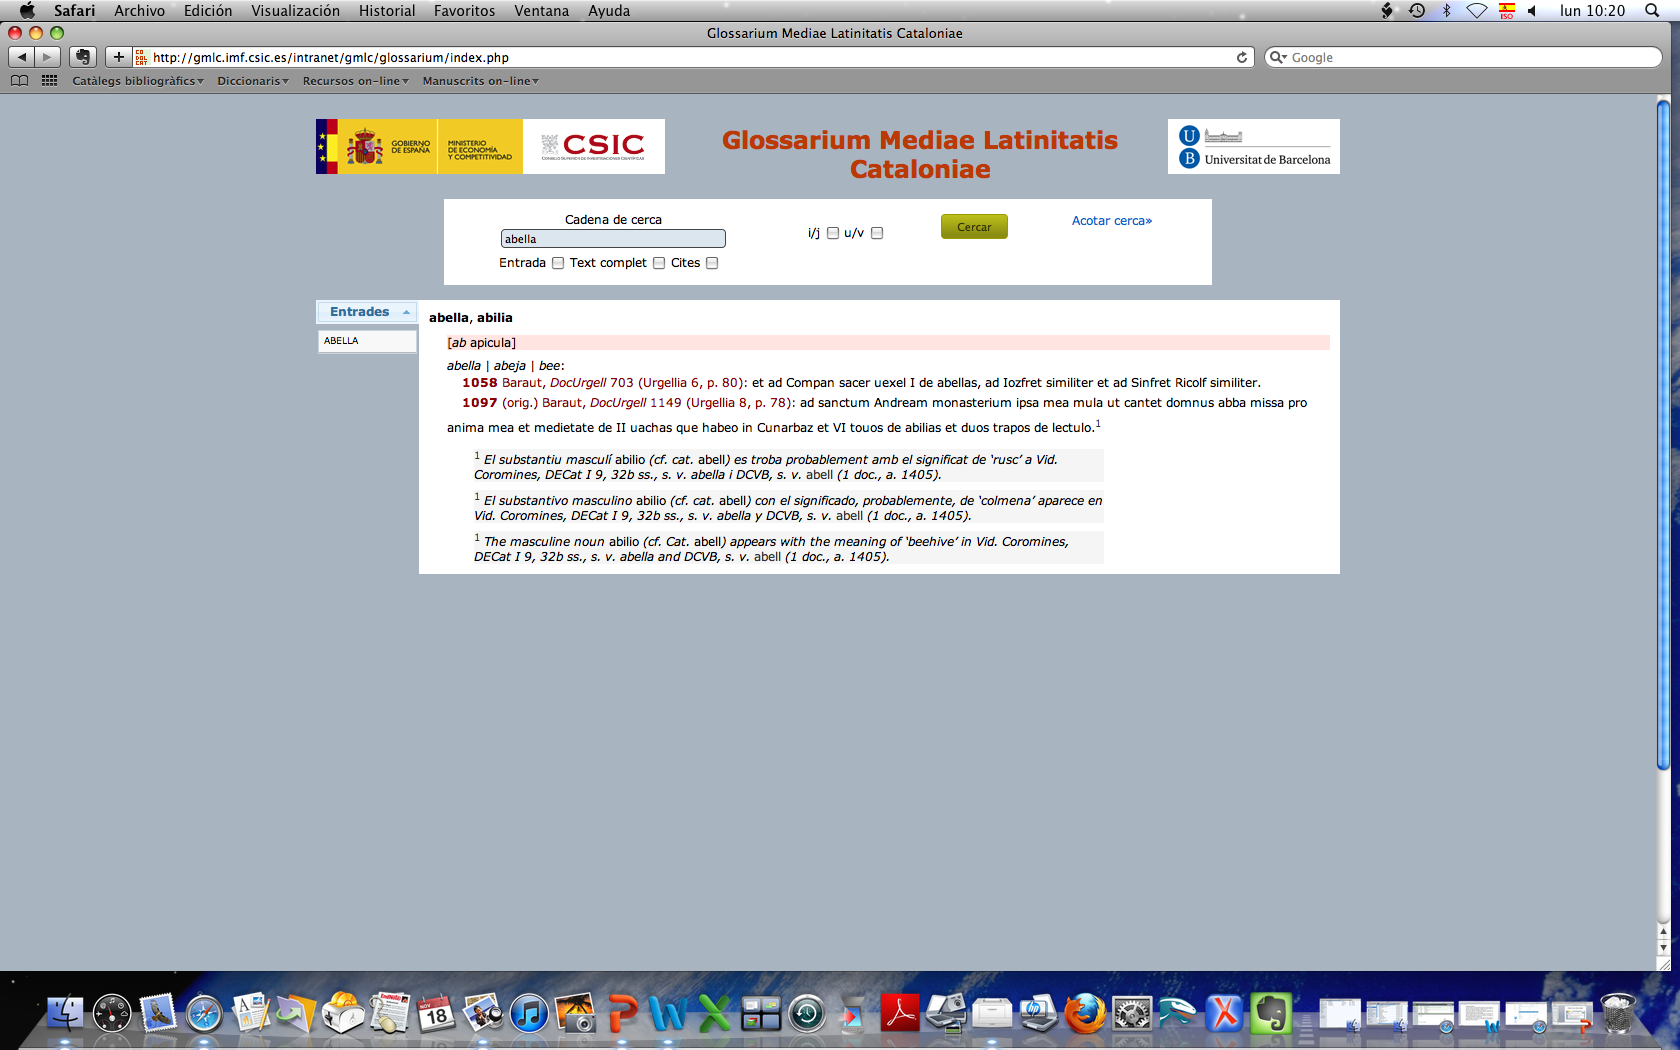 Safari Archivo Edición Visualización Historial Favoritos Ventana Ayuda ISO lun 10:20
Glossarium Mediae Latinitatis Cataloniae
http://gmlc.imf.csic.es/intranet/gmlc/glossarium/index.php Google
Catàlegs bibliogràfics Diccionaris Recursos on-line Manuscrits on-line
GOBIERNO DE ESPAÑA
MINISTERIO DE ECONOMÍA Y COMPETITIVIDAD
CSIC
CONSEJO SUPERIOR DE INVESTIGACIONES CIENTÍFICAS
Glossarium Mediae Latinitatis
Cataloniae
U
B Universitat de Barcelona
Cadena de cerca
abella
i/j u/v
Cercar
Acotar cerca»
Entrada Text complet Cites
Entrades
ABELLA
abella, abilia
[ab apicula]
abella | abeja | bee:
1058 Baraut, DocUrgell 703 (Urgellia 6, p. 80): et ad Compan sacer uexel I de abellas, ad Iozfret similiter et ad Sinfret Ricolf similiter.
1097 (orig.) Baraut, DocUrgell 1149 (Urgellia 8, p. 78): ad sanctum Andream monasterium ipsa mea mula ut cantet domnus abba missa pro
anima mea et medietate de II uachas que habeo in Cunarbaz et VI touos de abilias et duos trapos de lectulo.1
1 El substantiu masculí abilio (cf. cat. abell) es troba probablement amb el significat de ‘rusc’ a Vid.
Coromines, DECat I 9, 32b ss., s. v. abella i DCVB, s. v. abell (1 doc., a. 1405).
1 El substantivo masculino abilio (cf. cat. abell) con el significado, probablemente, de ‘colmena’ aparece en
Vid. Coromines, DECat I 9, 32b ss., s. v. abella y DCVB, s. v. abell (1 doc., a. 1405).
1 The masculine noun abilio (cf. Cat. abell) appears with the meaning of ‘beehive’ in Vid. Coromines,
DECat I 9, 32b ss., s. v. abella and DCVB, s. v. abell (1 doc., a. 1405).
NOV
18